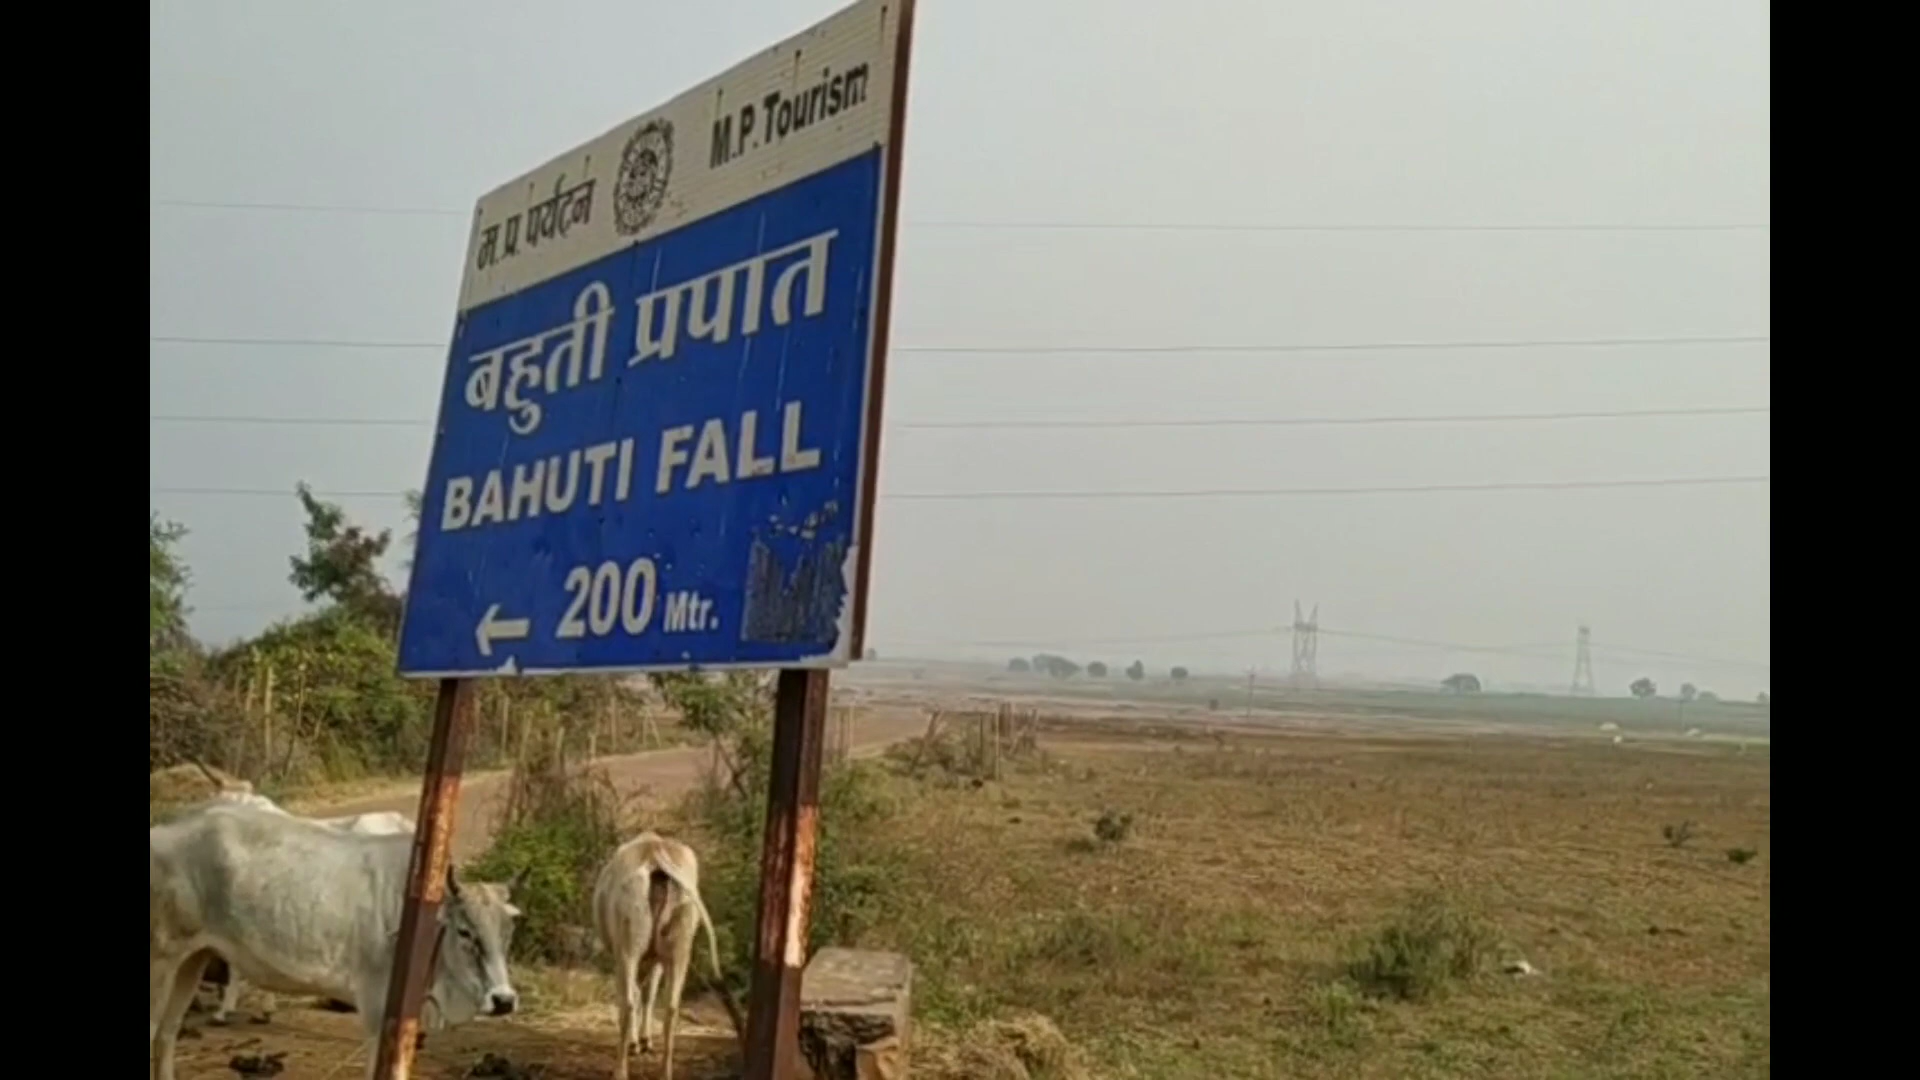 म.प्र. पर्यटन M.P. Tourism
बहुती प्रपात
BAHUTI FALL
← 200 Mtr.